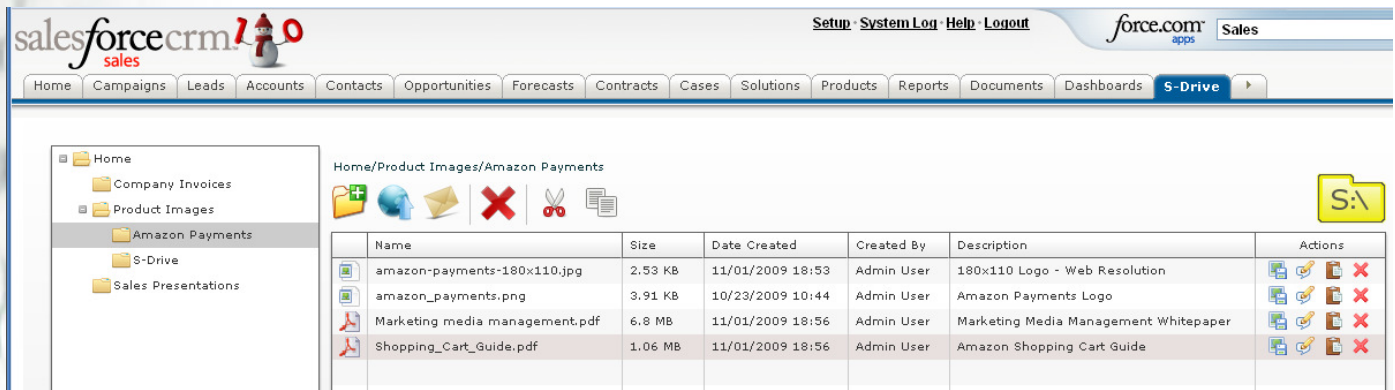 Setup · System Log · Help · Logout
salesforcecrm
sales
force.com
apps
Sales
Home Campaigns Leads Accounts Contacts Opportunities Forecasts Contracts Cases Solutions Products Reports Documents Dashboards S-Drive
Home
Company Invoices
Product Images
Amazon Payments
S-Drive
Sales Presentations
Home/Product Images/Amazon Payments
S:\
Name Size Date Created Created By Description Actions
amazon-payments-180x110.jpg 2.53 KB 11/01/2009 18:53 Admin User 180x110 Logo - Web Resolution
amazon_payments.png 3.91 KB 10/23/2009 10:44 Admin User Amazon Payments Logo
Marketing media management.pdf 6.8 MB 11/01/2009 18:56 Admin User Marketing Media Management Whitepaper
Shopping_Cart_Guide.pdf 1.06 MB 11/01/2009 18:56 Admin User Amazon Shopping Cart Guide